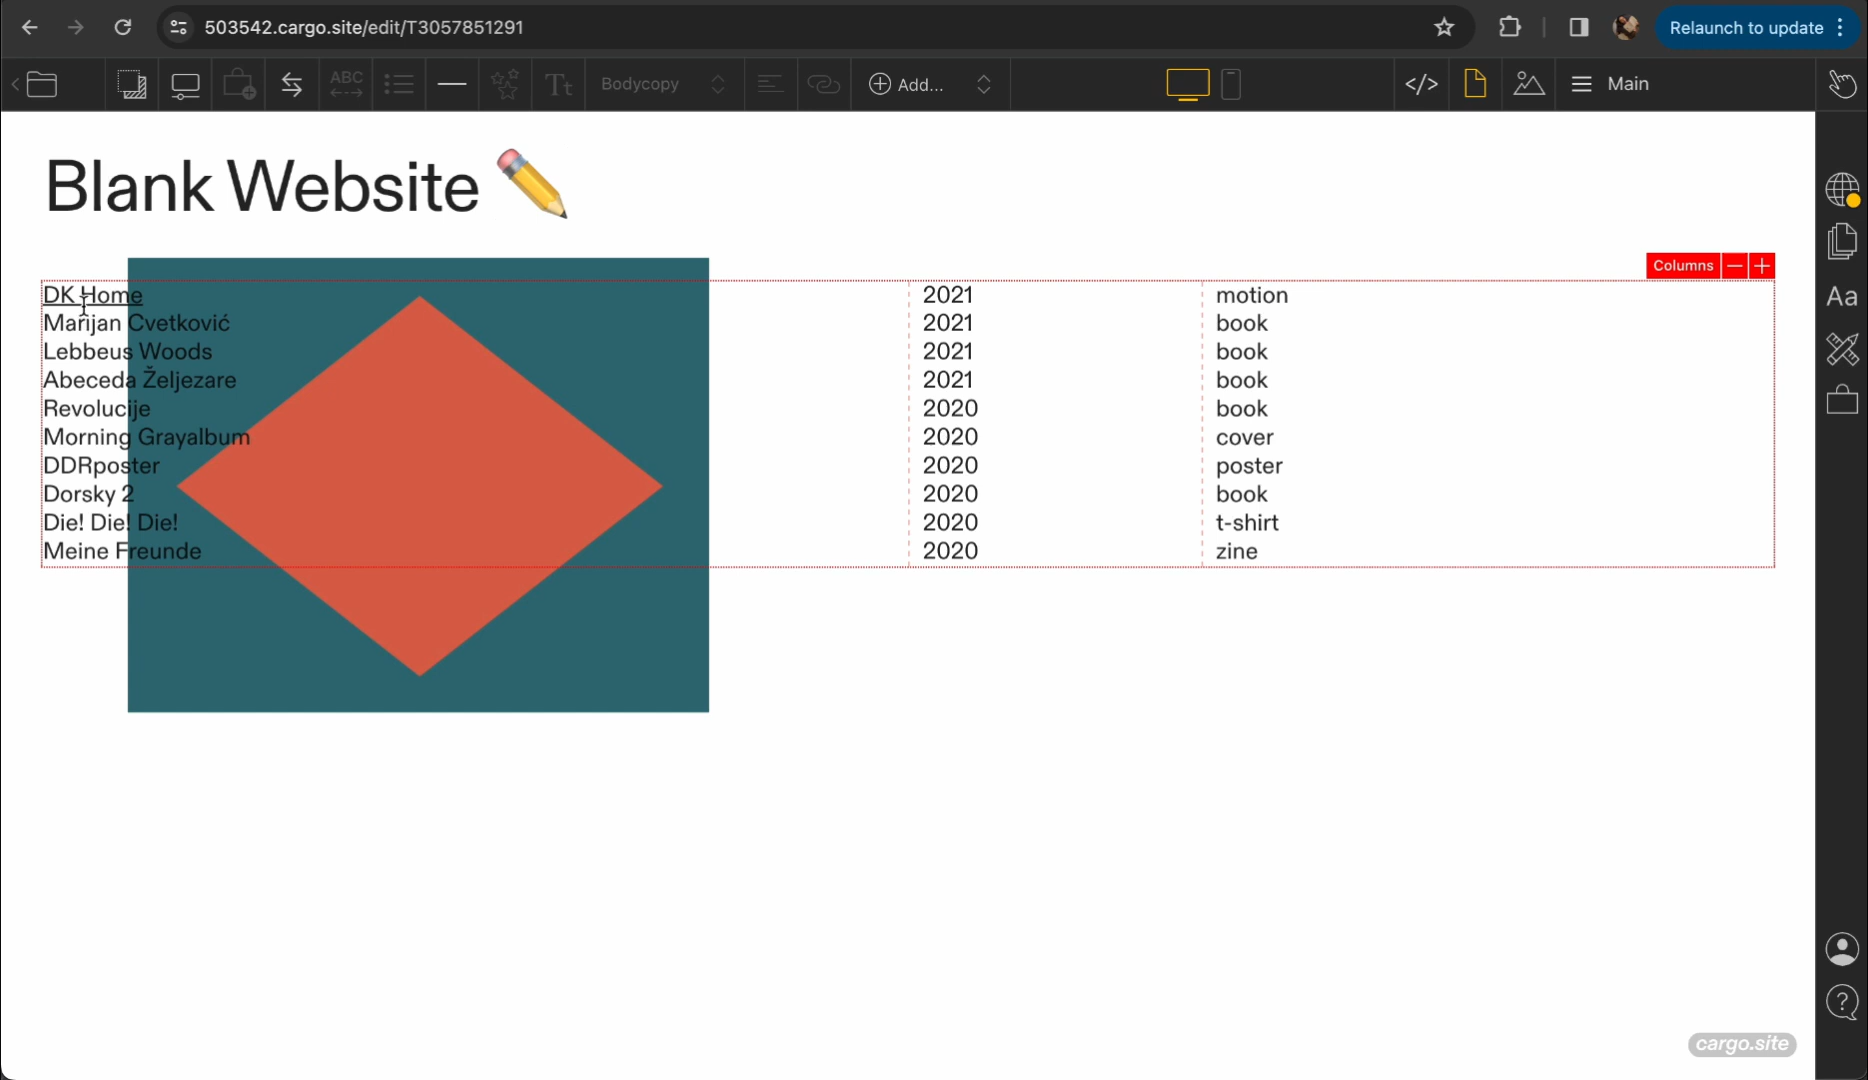 503542.cargo.site/edit/T3057851291
Relaunch to update
ABC
Tt
Bodycopy
Add...
</>
Main
Blank Website
Columns
DK Home 2021 motion
Marijan Cvetković 2021 book
Lebbeus Woods 2021 book
Abeceda Željezare 2021 book
Revolucije 2020 book
Morning Grayalbum 2020 cover
DDRposter 2020 poster
Dorsky 2 2020 book
Die! Die! Die! 2020 t-shirt
Meine Freunde 2020 zine
Aa
cargo.site